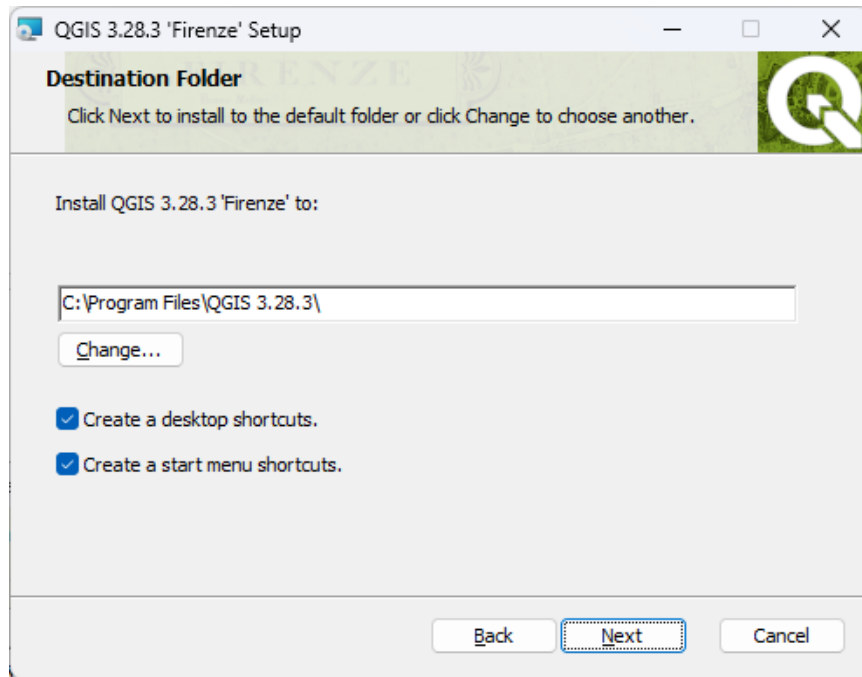 QGIS 3.28.3 'Firenze' Setup
FIRENZE
Destination Folder
Click Next to install to the default folder or click Change to choose another.
Install QGIS 3.28.3 'Firenze' to:
C:\Program Files\QGIS 3.28.3\
Change...
Create a desktop shortcuts.
Create a start menu shortcuts.
Back Next Cancel